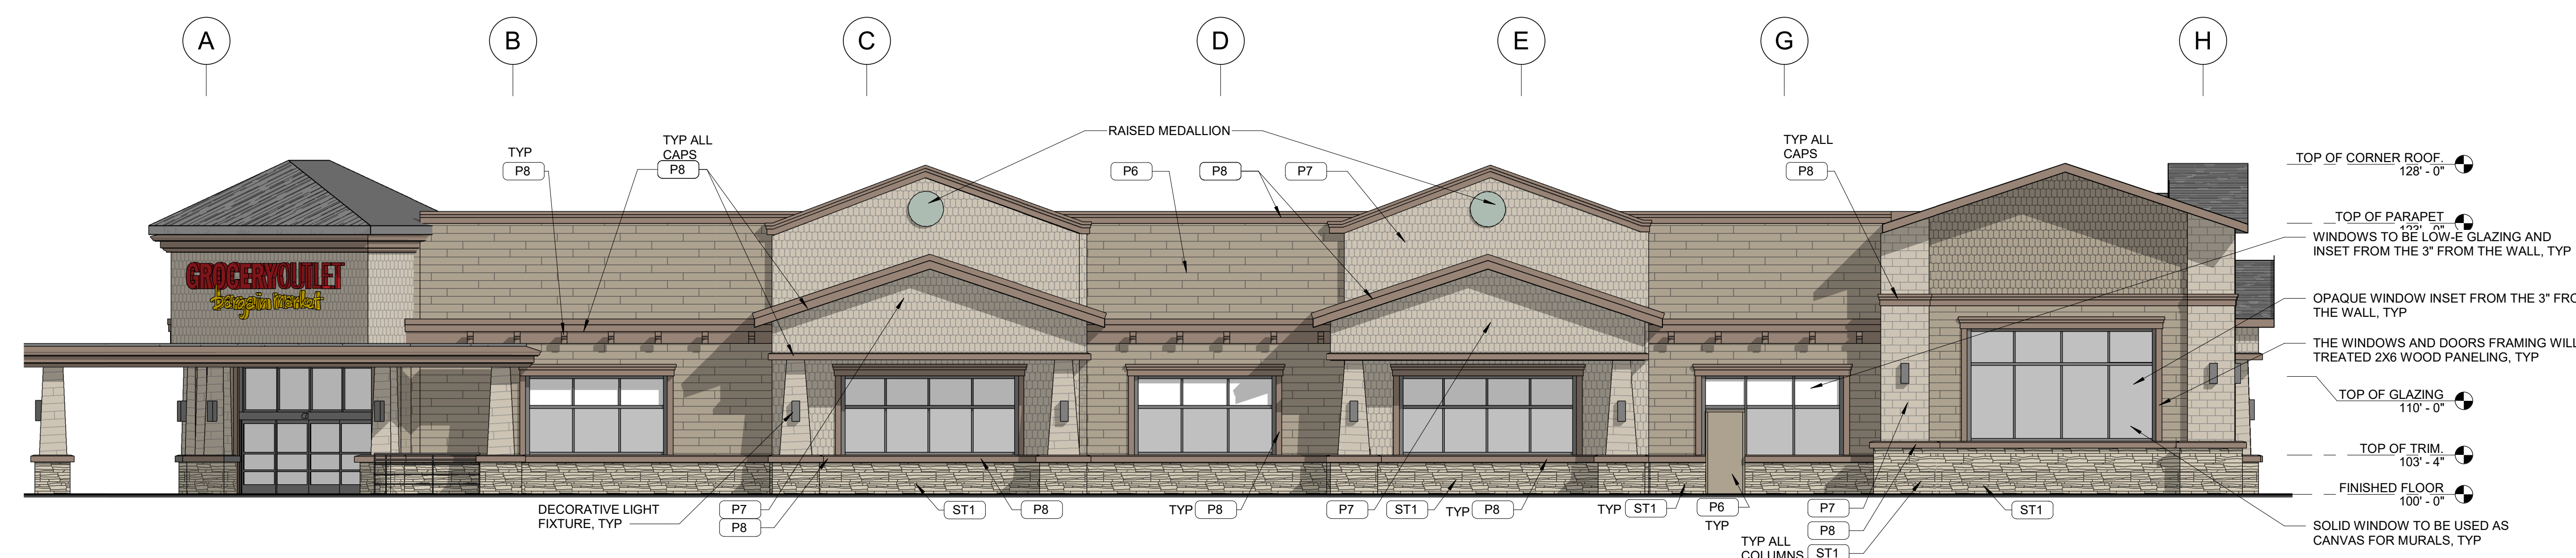 A B C D E G H
RAISED MEDALLION
TYP ALL
CAPS
P8
TYP
P8
P6
P8
P7
TYP ALL
CAPS
P8
TOP OF CORNER ROOF.
128' - 0"
TOP OF PARAPET
WINDOWS TO BE LOW-E GLAZING AND
INSET FROM THE 3" FROM THE WALL, TYP
GROCERY OUTLET
bargain market
OPAQUE WINDOW INSET FROM THE 3" FRO
THE WALL, TYP
THE WINDOWS AND DOORS FRAMING WILL
TREATED 2X6 WOOD PANELING, TYP
TOP OF GLAZING
110' - 0"
TOP OF TRIM.
103' - 4"
FINISHED FLOOR
100' - 0"
DECORATIVE LIGHT
FIXTURE, TYP
P7
P8
ST1
P8
TYP P8
P7
ST1
TYP P8
TYP ST1
P6
TYP
P7
P8
TYP ALL
COLUMNS ST1
ST1
SOLID WINDOW TO BE USED AS
CANVAS FOR MURALS, TYP